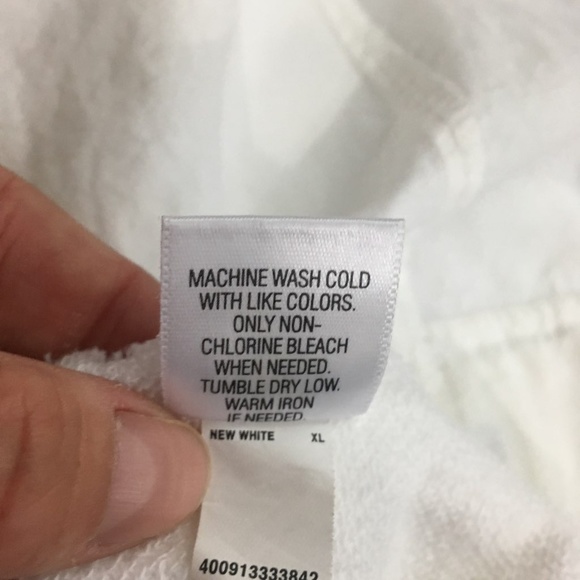 MACHINE WASH COLD
WITH LIKE COLORS.
ONLY NON-
CHLORINE BLEACH
WHEN NEEDED.
TUMBLE DRY LOW.
WARM IRON
IF NEEDED.
NEW WHITE XL
400913333842